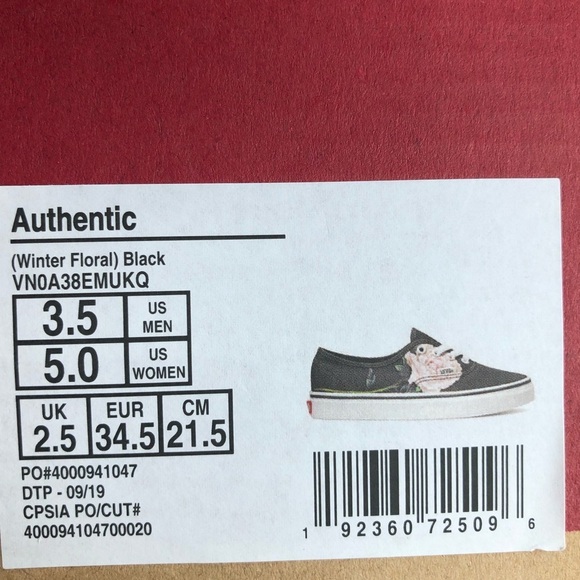 Authentic
(Winter Floral) Black
VN0A38EMUKQ
3.5 US MEN
5.0 US WOMEN
UK EUR CM
2.5 34.5 21.5
PO#4000941047
DTP - 09/19
CPSIA PO/CUT#
400094104700020
1 92360 72509 6